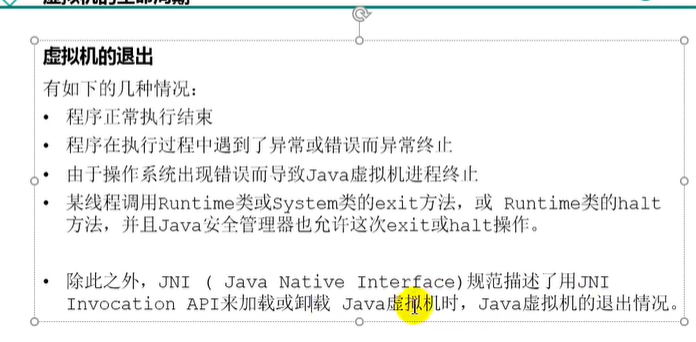 虚拟机的生命周期
虚拟机的退出
有如下的几种情况：
• 程序正常执行结束
• 程序在执行过程中遇到了异常或错误而异常终止
• 由于操作系统出现错误而导致Java虚拟机进程终止
• 某线程调用Runtime类或System类的exit方法，或 Runtime类的halt
方法，并且Java安全管理器也允许这次exit或halt操作。
• 除此之外，JNI ( Java Native Interface)规范描述了用JNI
Invocation API来加载或卸载 Java虚拟机时，Java虚拟机的退出情况。